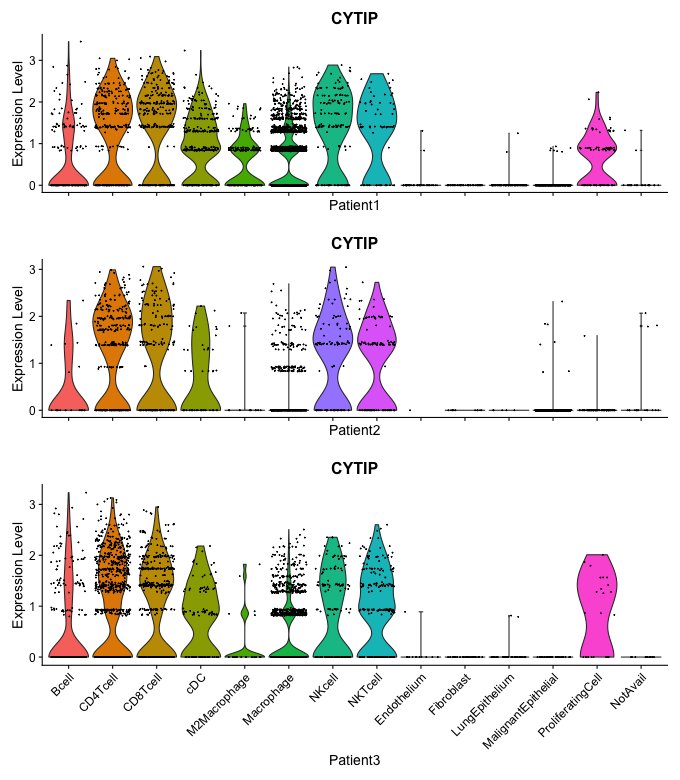 CYTIP
Expression Level
3
2
1
0
Patient1
CYTIP
Expression Level
3
2
1
0
Patient2
CYTIP
Expression Level
3
2
1
0
Bcell
CD4Tcell
CD8Tcell
cDC
M2Macrophage
Macrophage
NKcell
NKTcell
Endothelium
Fibroblast
LungEpithelium
MalignantEpithelial
ProliferatingCell
NotAvail
Patient3